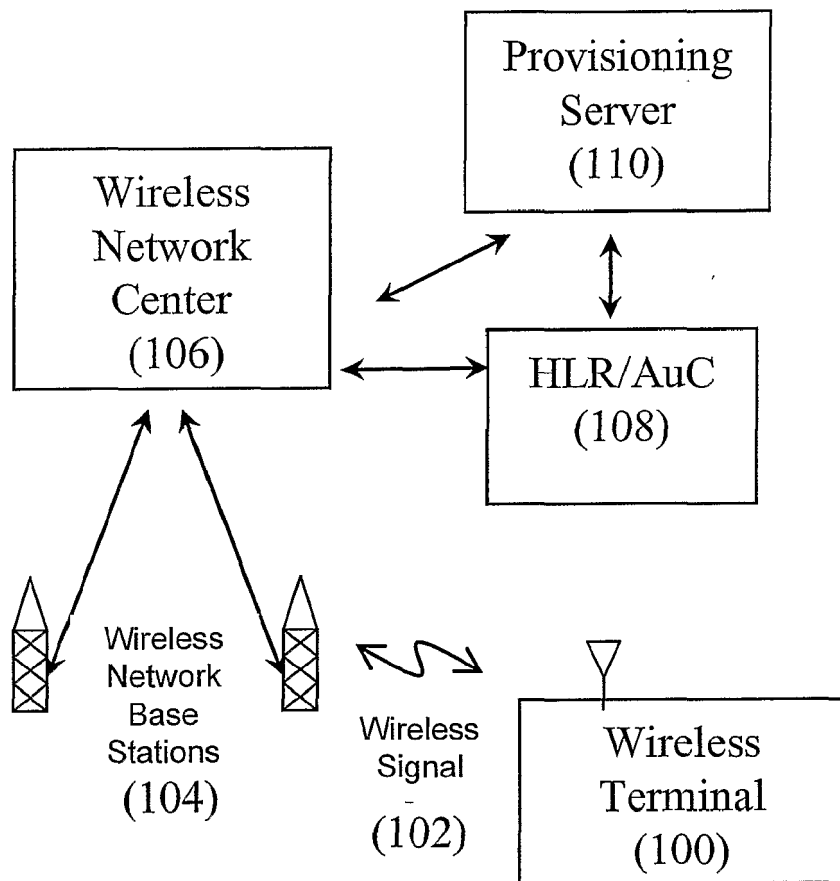 Provisioning
Server
(110)
Wireless
Network
Center
(106)
HLR/AuC
(108)
Wireless
Network
Base
Stations
(104)
Wireless
Signal
(102)
Wireless
Terminal
(100)